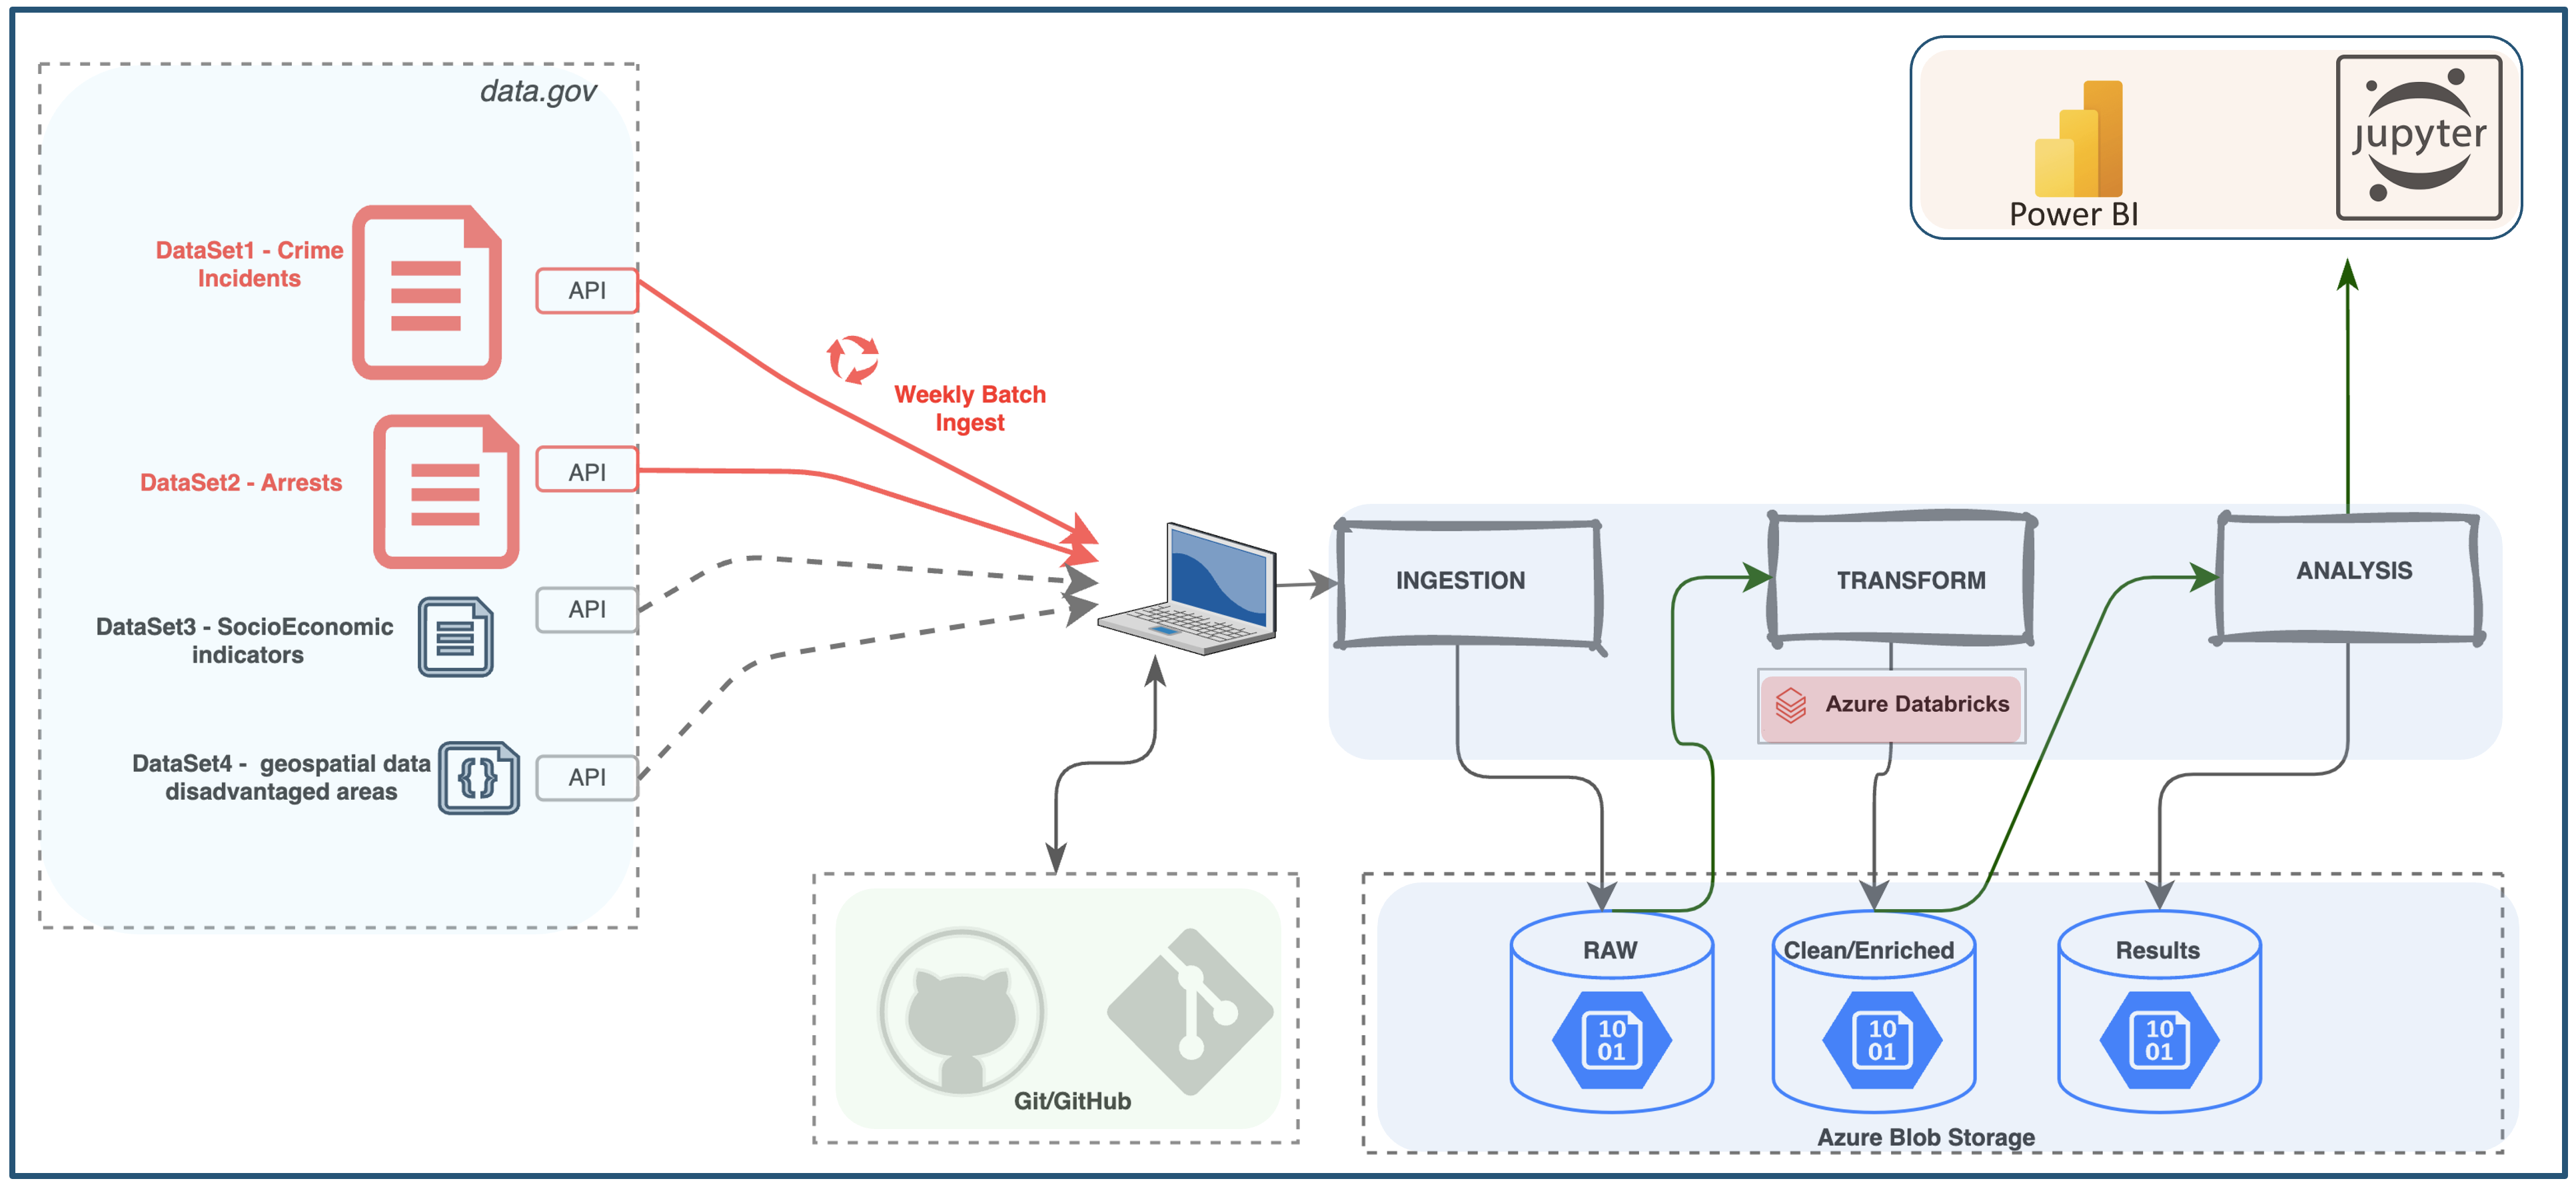 data.gov
DataSet1 - Crime
Incidents
API
DataSet2 - Arrests
API
DataSet3 - SocioEconomic
indicators
API
DataSet4 - geospatial data
disadvantaged areas
{}
API
Weekly Batch
Ingest
Power BI
jupyter
INGESTION
TRANSFORM
ANALYSIS
Azure Databricks
Git/GitHub
RAW
10
01
Clean/Enriched
10
01
Results
10
01
Azure Blob Storage